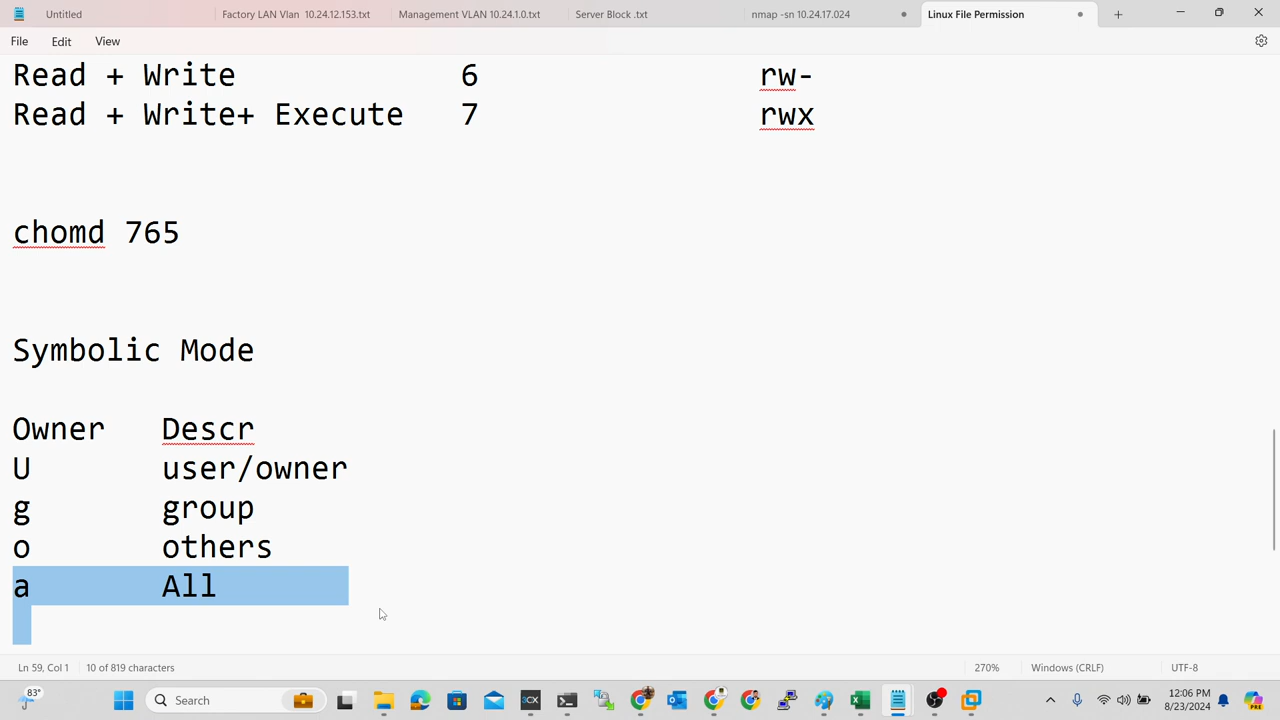 Untitled
Factory LAN Vlan 10.24.12.153.txt
Management VLAN 10.24.1.0.txt
Server Block .txt
nmap -sn 10.24.17.024
Linux File Permission
File Edit View
Read + Write 6 rw-
Read + Write+ Execute 7 rwx
chomd 765
Symbolic Mode
Owner Descr
U user/owner
g group
o others
a All
Ln 59, Col 1 10 of 819 characters 270% Windows (CRLF) UTF-8
83° Search 12:06 PM
8/23/2024